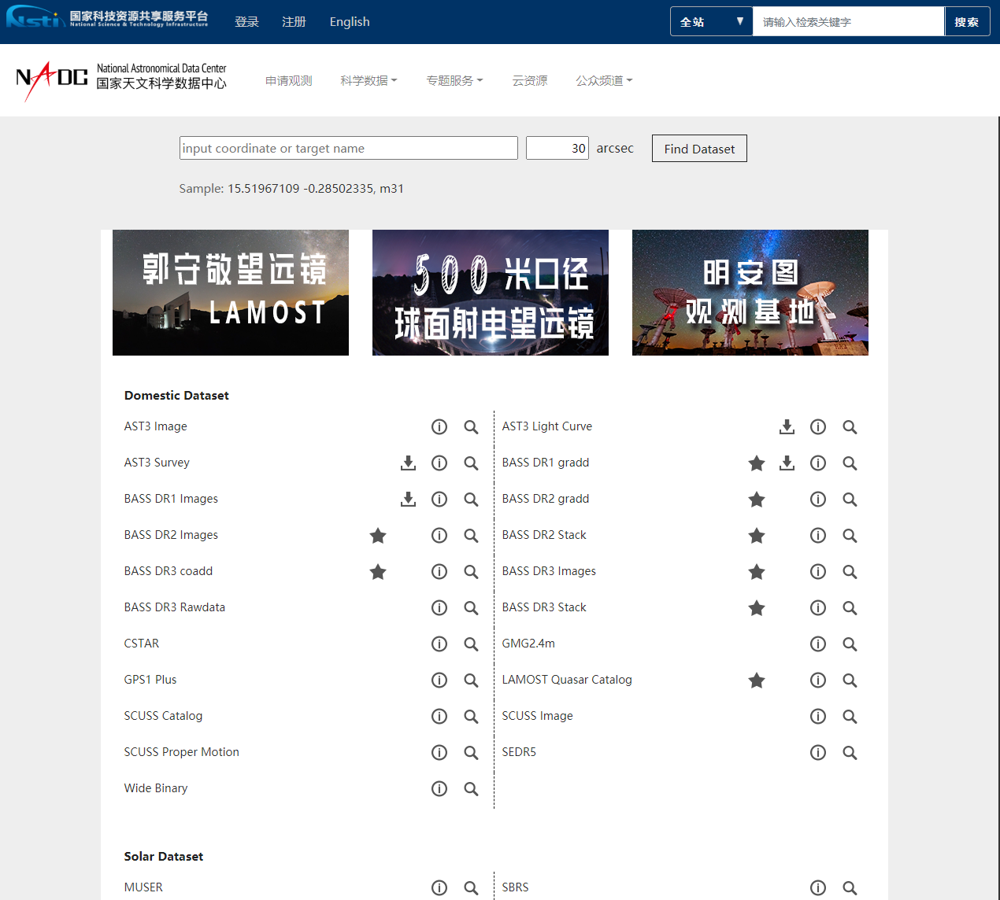 Nsti 国家科技资源共享服务平台
National Science & Technology Infrastructure
登录 注册 English 全站 ▼ 请输入检索关键字 搜索
NADC National Astronomical Data Center
国家天文科学数据中心
申请观测 科学数据 专题服务 云资源 公众频道
input coordinate or target name 30 arcsec Find Dataset
Sample: 15.51967109 -0.28502335, m31
郭守敬望远镜
LAMOST
500米口径
球面射电望远镜
明安图
观测基地
Domestic Dataset
AST3 Image AST3 Light Curve
AST3 Survey BASS DR1 gradd
BASS DR1 Images BASS DR2 gradd
BASS DR2 Images BASS DR2 Stack
BASS DR3 coadd BASS DR3 Images
BASS DR3 Rawdata BASS DR3 Stack
CSTAR GMG2.4m
GPS1 Plus LAMOST Quasar Catalog
SCUSS Catalog SCUSS Image
SCUSS Proper Motion SEDR5
Wide Binary
Solar Dataset
MUSER SBRS